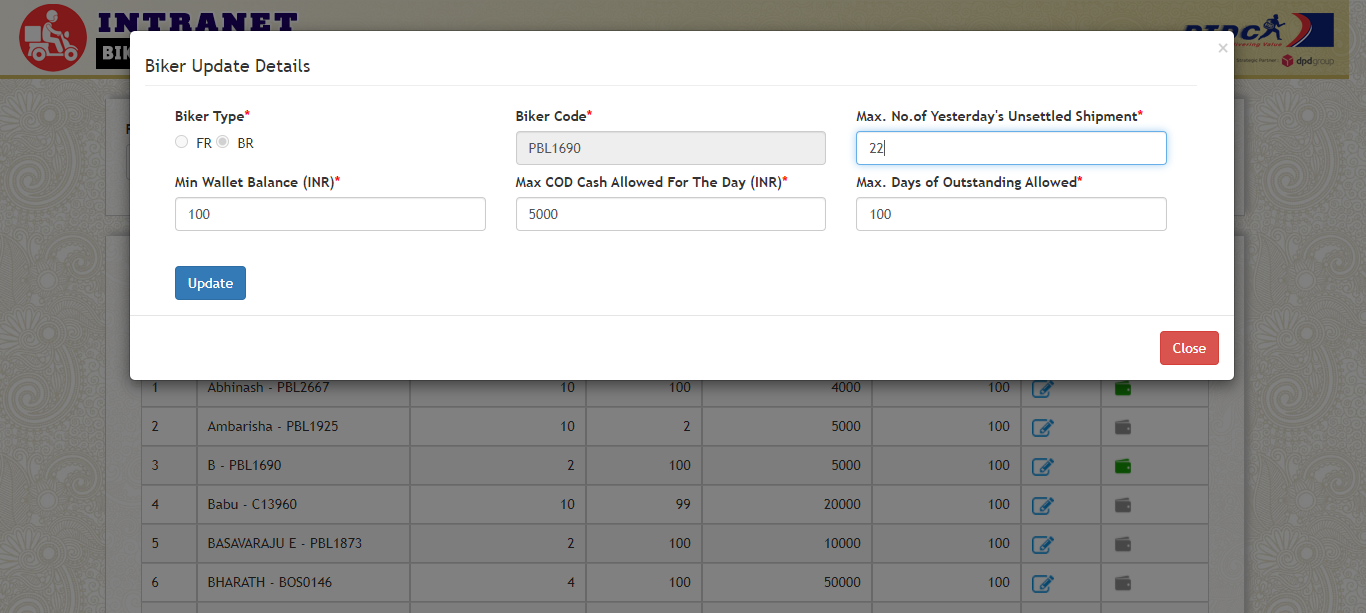 INTRANET
BIK
Delivering Value
Strategic Partner dpdgroup
×
Biker Update Details
Biker Type* Biker Code* Max. No.of Yesterday's Unsettled Shipment*
FR BR PBL1690 22
Min Wallet Balance (INR)* Max COD Cash Allowed For The Day (INR)* Max. Days of Outstanding Allowed*
100 5000 100
Update
Close
1 Abhinash - PBL2667 10 100 4000 100
2 Ambarisha - PBL1925 10 2 5000 100
3 B - PBL1690 2 100 5000 100
4 Babu - C13960 10 99 20000 100
5 BASAVARAJU E - PBL1873 2 100 10000 100
6 BHARATH - BOS0146 4 100 50000 100